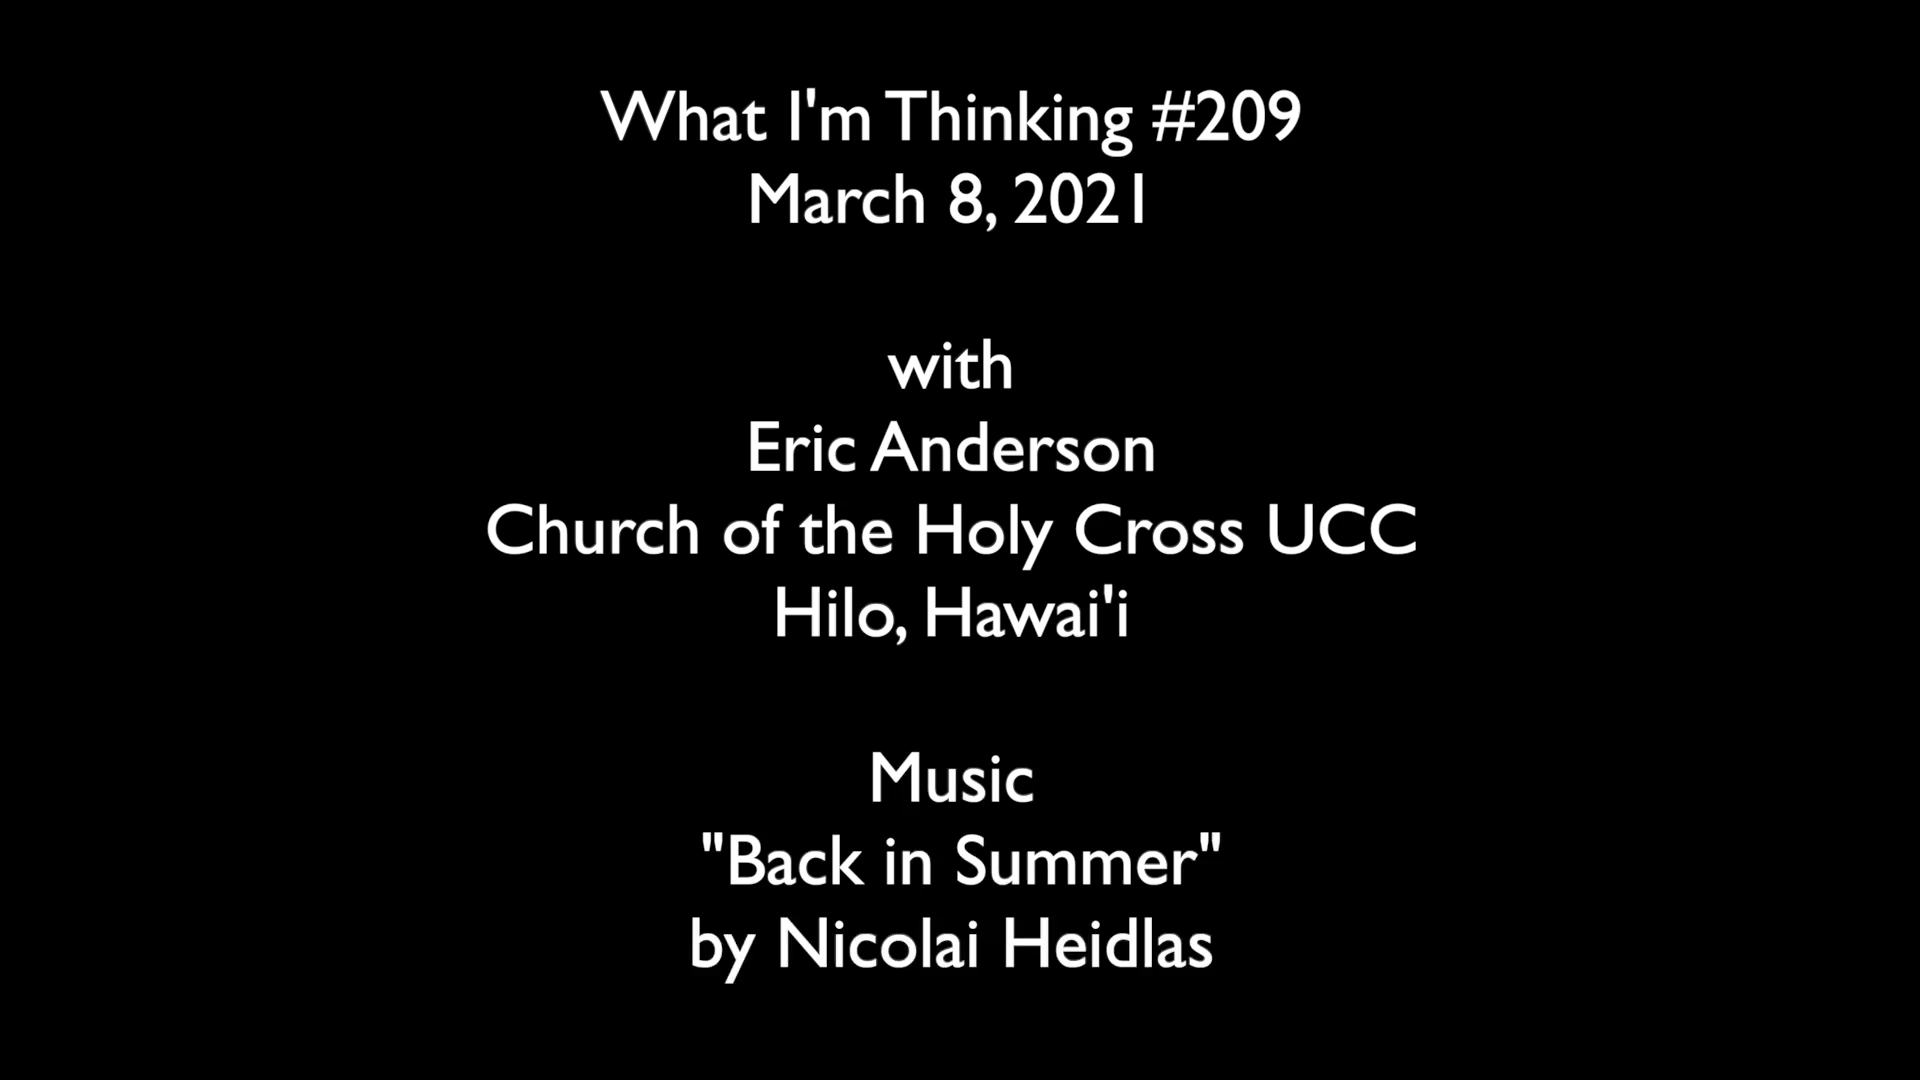 What I'm Thinking #209
March 8, 2021
with
Eric Anderson
Church of the Holy Cross UCC
Hilo, Hawai'i
Music
"Back in Summer"
by Nicolai Heidlas